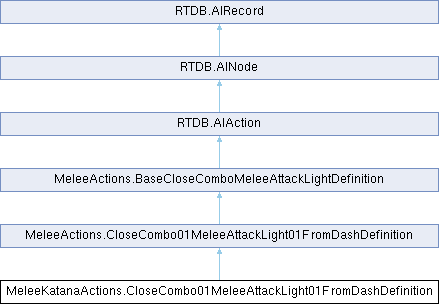 RTDB.AIRecord
RTDB.AINode
RTDB.AIAction
MeleeActions.BaseCloseComboMeleeAttackLightDefinition
MeleeActions.CloseCombo01MeleeAttackLight01FromDashDefinition
MeleeKatanaActions.CloseCombo01MeleeAttackLight01FromDashDefinition